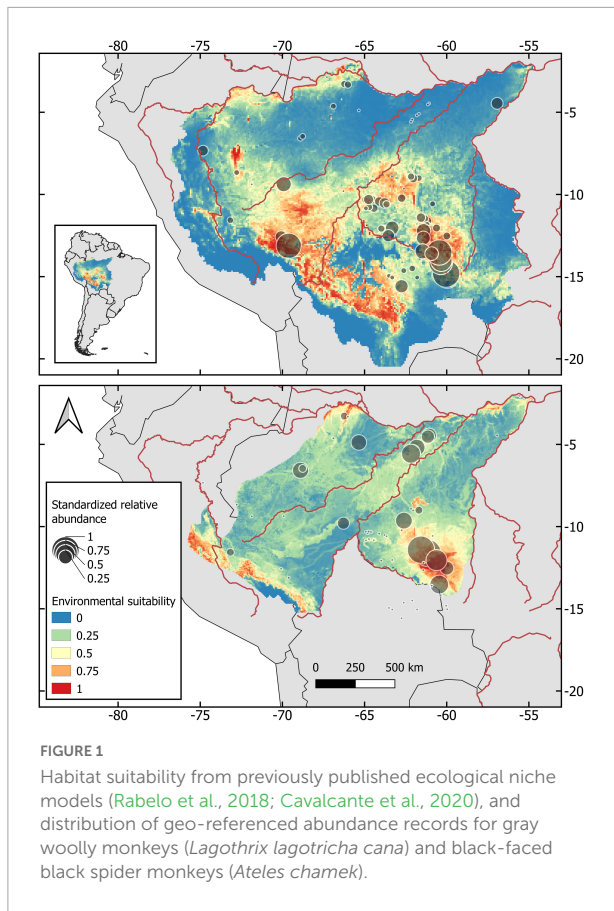 -80 -75 -70 -65 -60 -55
-5
-10
-15
-20
-5
-10
-15
-20
Standardized relative
abundance
1
0.75
0.5
0.25
Environmental suitability
0
0.25
0.5
0.75
1
0 250 500 km
-80 -75 -70 -65 -60 -55
FIGURE 1
Habitat suitability from previously published ecological niche
models (Rabelo et al., 2018; Cavalcante et al., 2020), and
distribution of geo-referenced abundance records for gray
woolly monkeys (Lagothrix lagotricha cana) and black-faced
black spider monkeys (Ateles chamek).